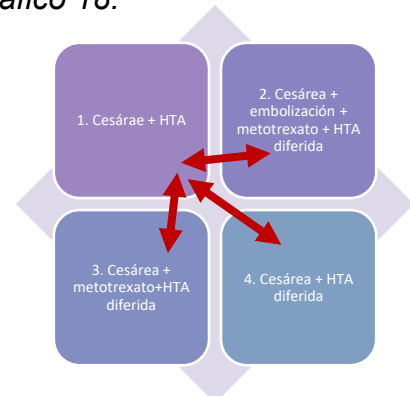 áfico 18.
1. Cesárae + HTA
2. Cesárea +
embolización +
metotrexato + HTA
diferida
3. Cesárea +
metotrexato+HTA
diferida
4. Cesárea + HTA
diferida